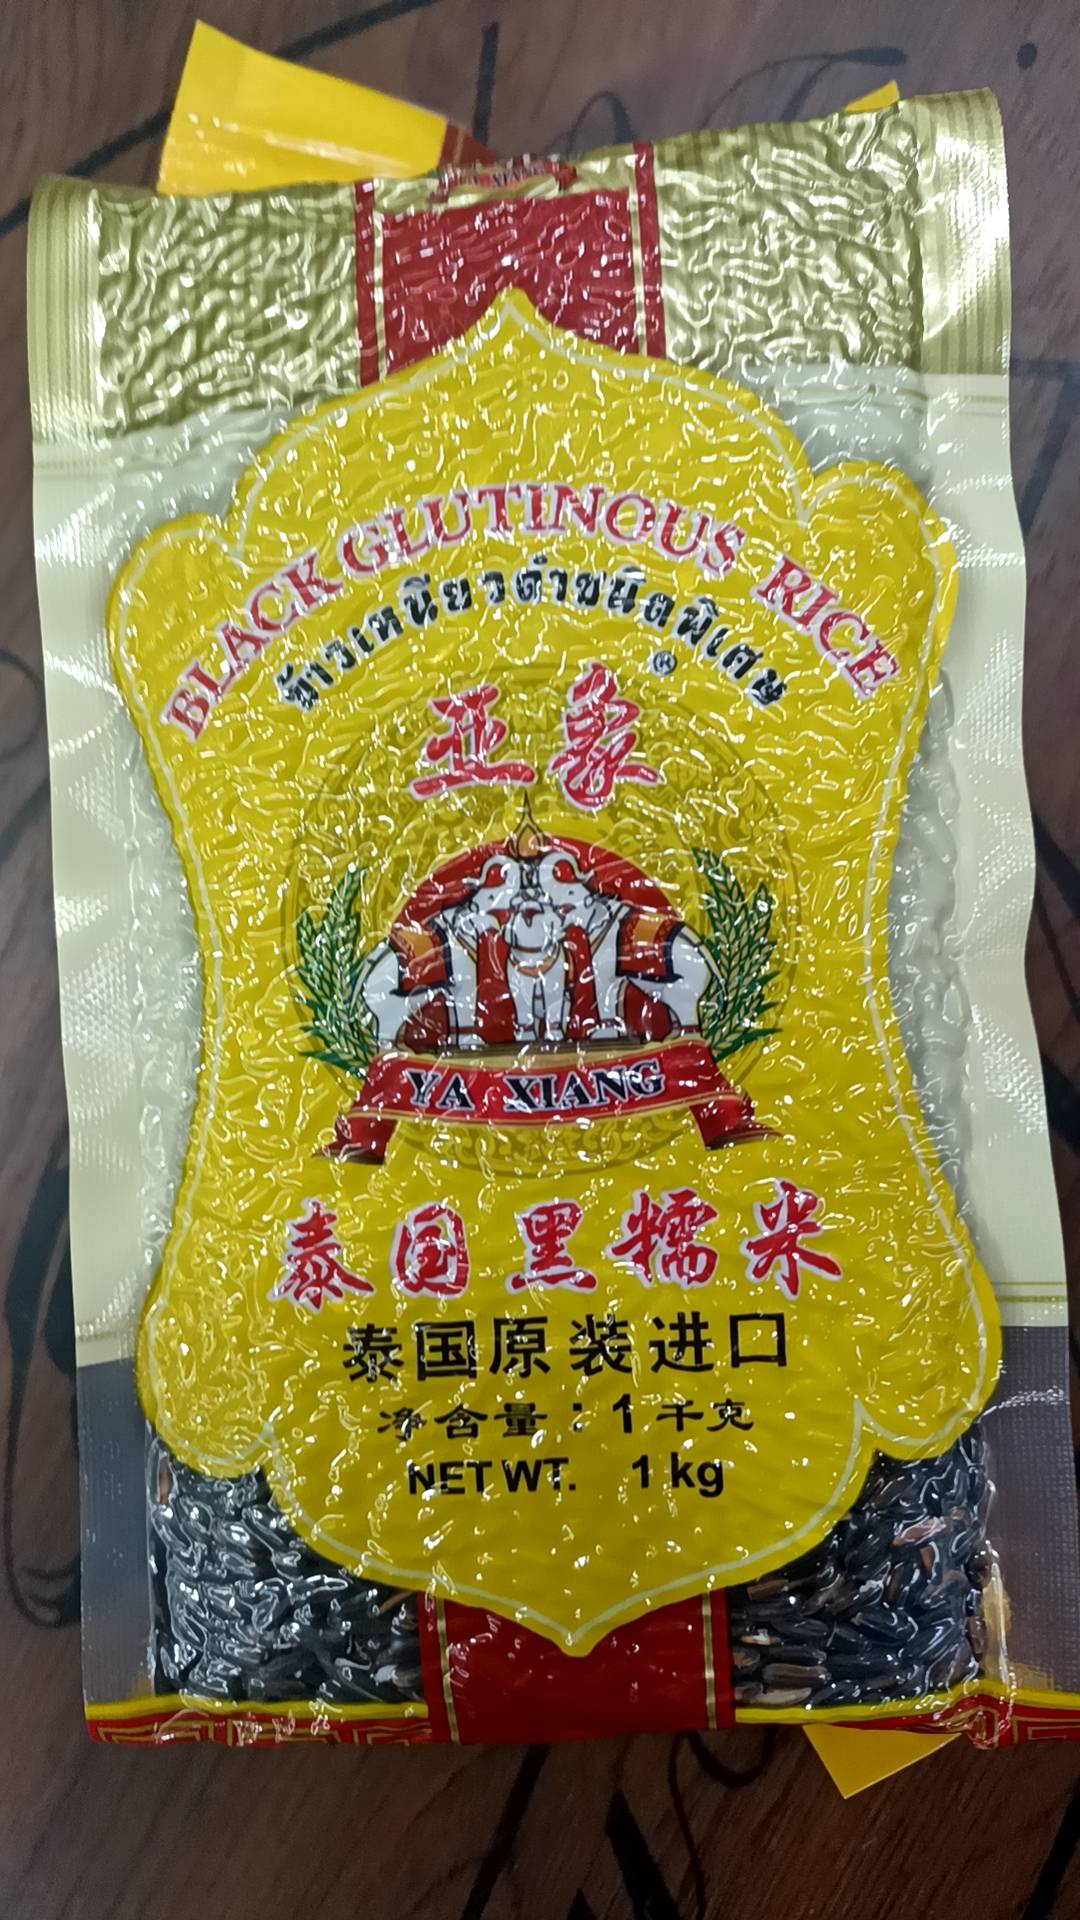 YA XIANG
BLACK GLUTINOUS RICE
ข้าวเหนียวดำชนิดพิเศษ
®
亚象
YA XIANG
泰国黑糯米
泰国原装进口
净含量：1千克
NET WT. 1 kg